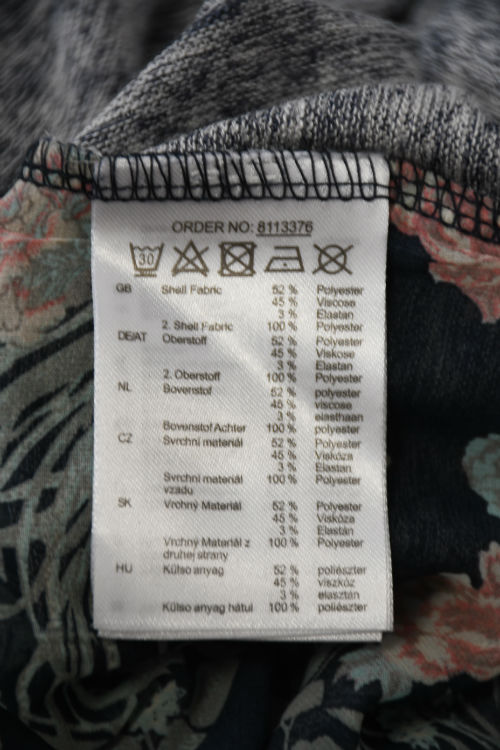 ORDER NO: 8113376
30
GB Shell Fabric 52 % Polyester
45 % Viscose
3 % Elastan
2. Shell Fabric 100 % Polyester
DE/AT Oberstoff 52 % Polyester
45 % Viskose
3 % Elastan
2. Oberstoff 100 % Polyester
NL Bovenstof 52 % polyester
45 % viscose
3 % elasthaan
Bovenstof Achter 100 % polyester
CZ Svrchní materiál 52 % Polyester
45 % Viskóza
3 % Elastan
Svrchní materiál 100 % Polyester
vzadu
SK Vrchný Materiál 52 % Polyester
45 % Viskóza
3 % Elastán
Vrchný Materiál z 100 % Polyester
druhej strany
HU Külso anyag 52 % poliészter
45 % viszkóz
3 % elasztán
Külso anyag hátul 100 % poliészter